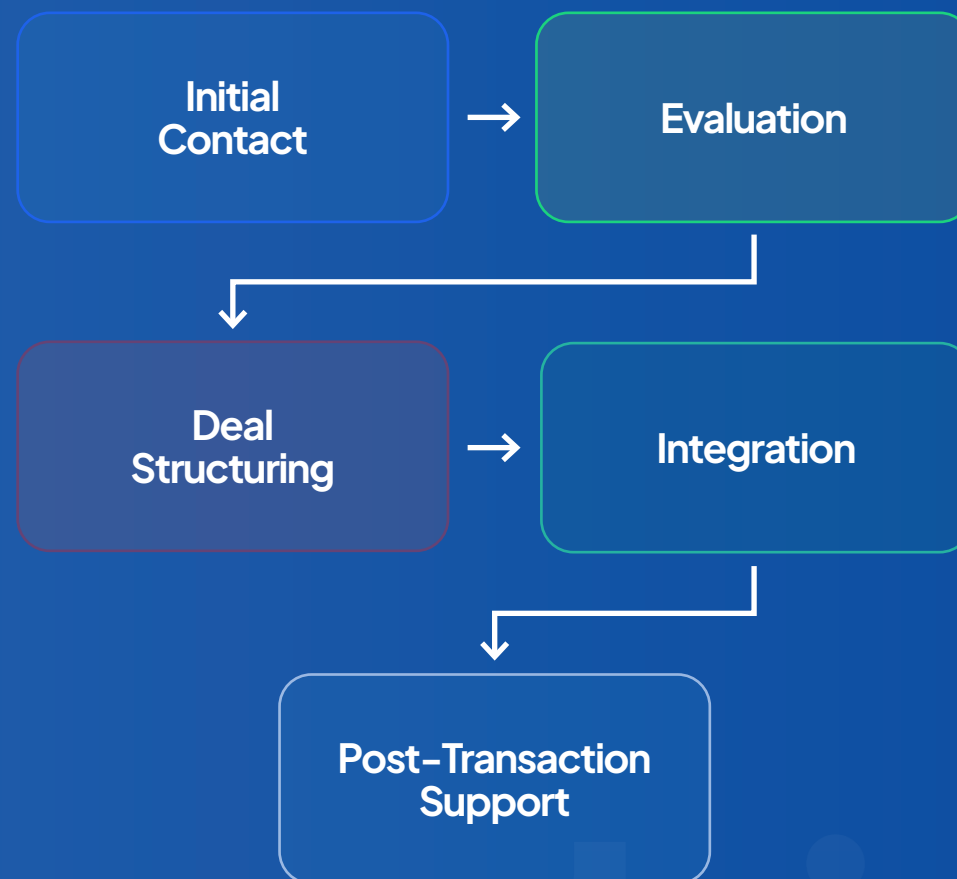 Initial
Contact
Evaluation
Deal
Structuring
Integration
Post-Transaction
Support